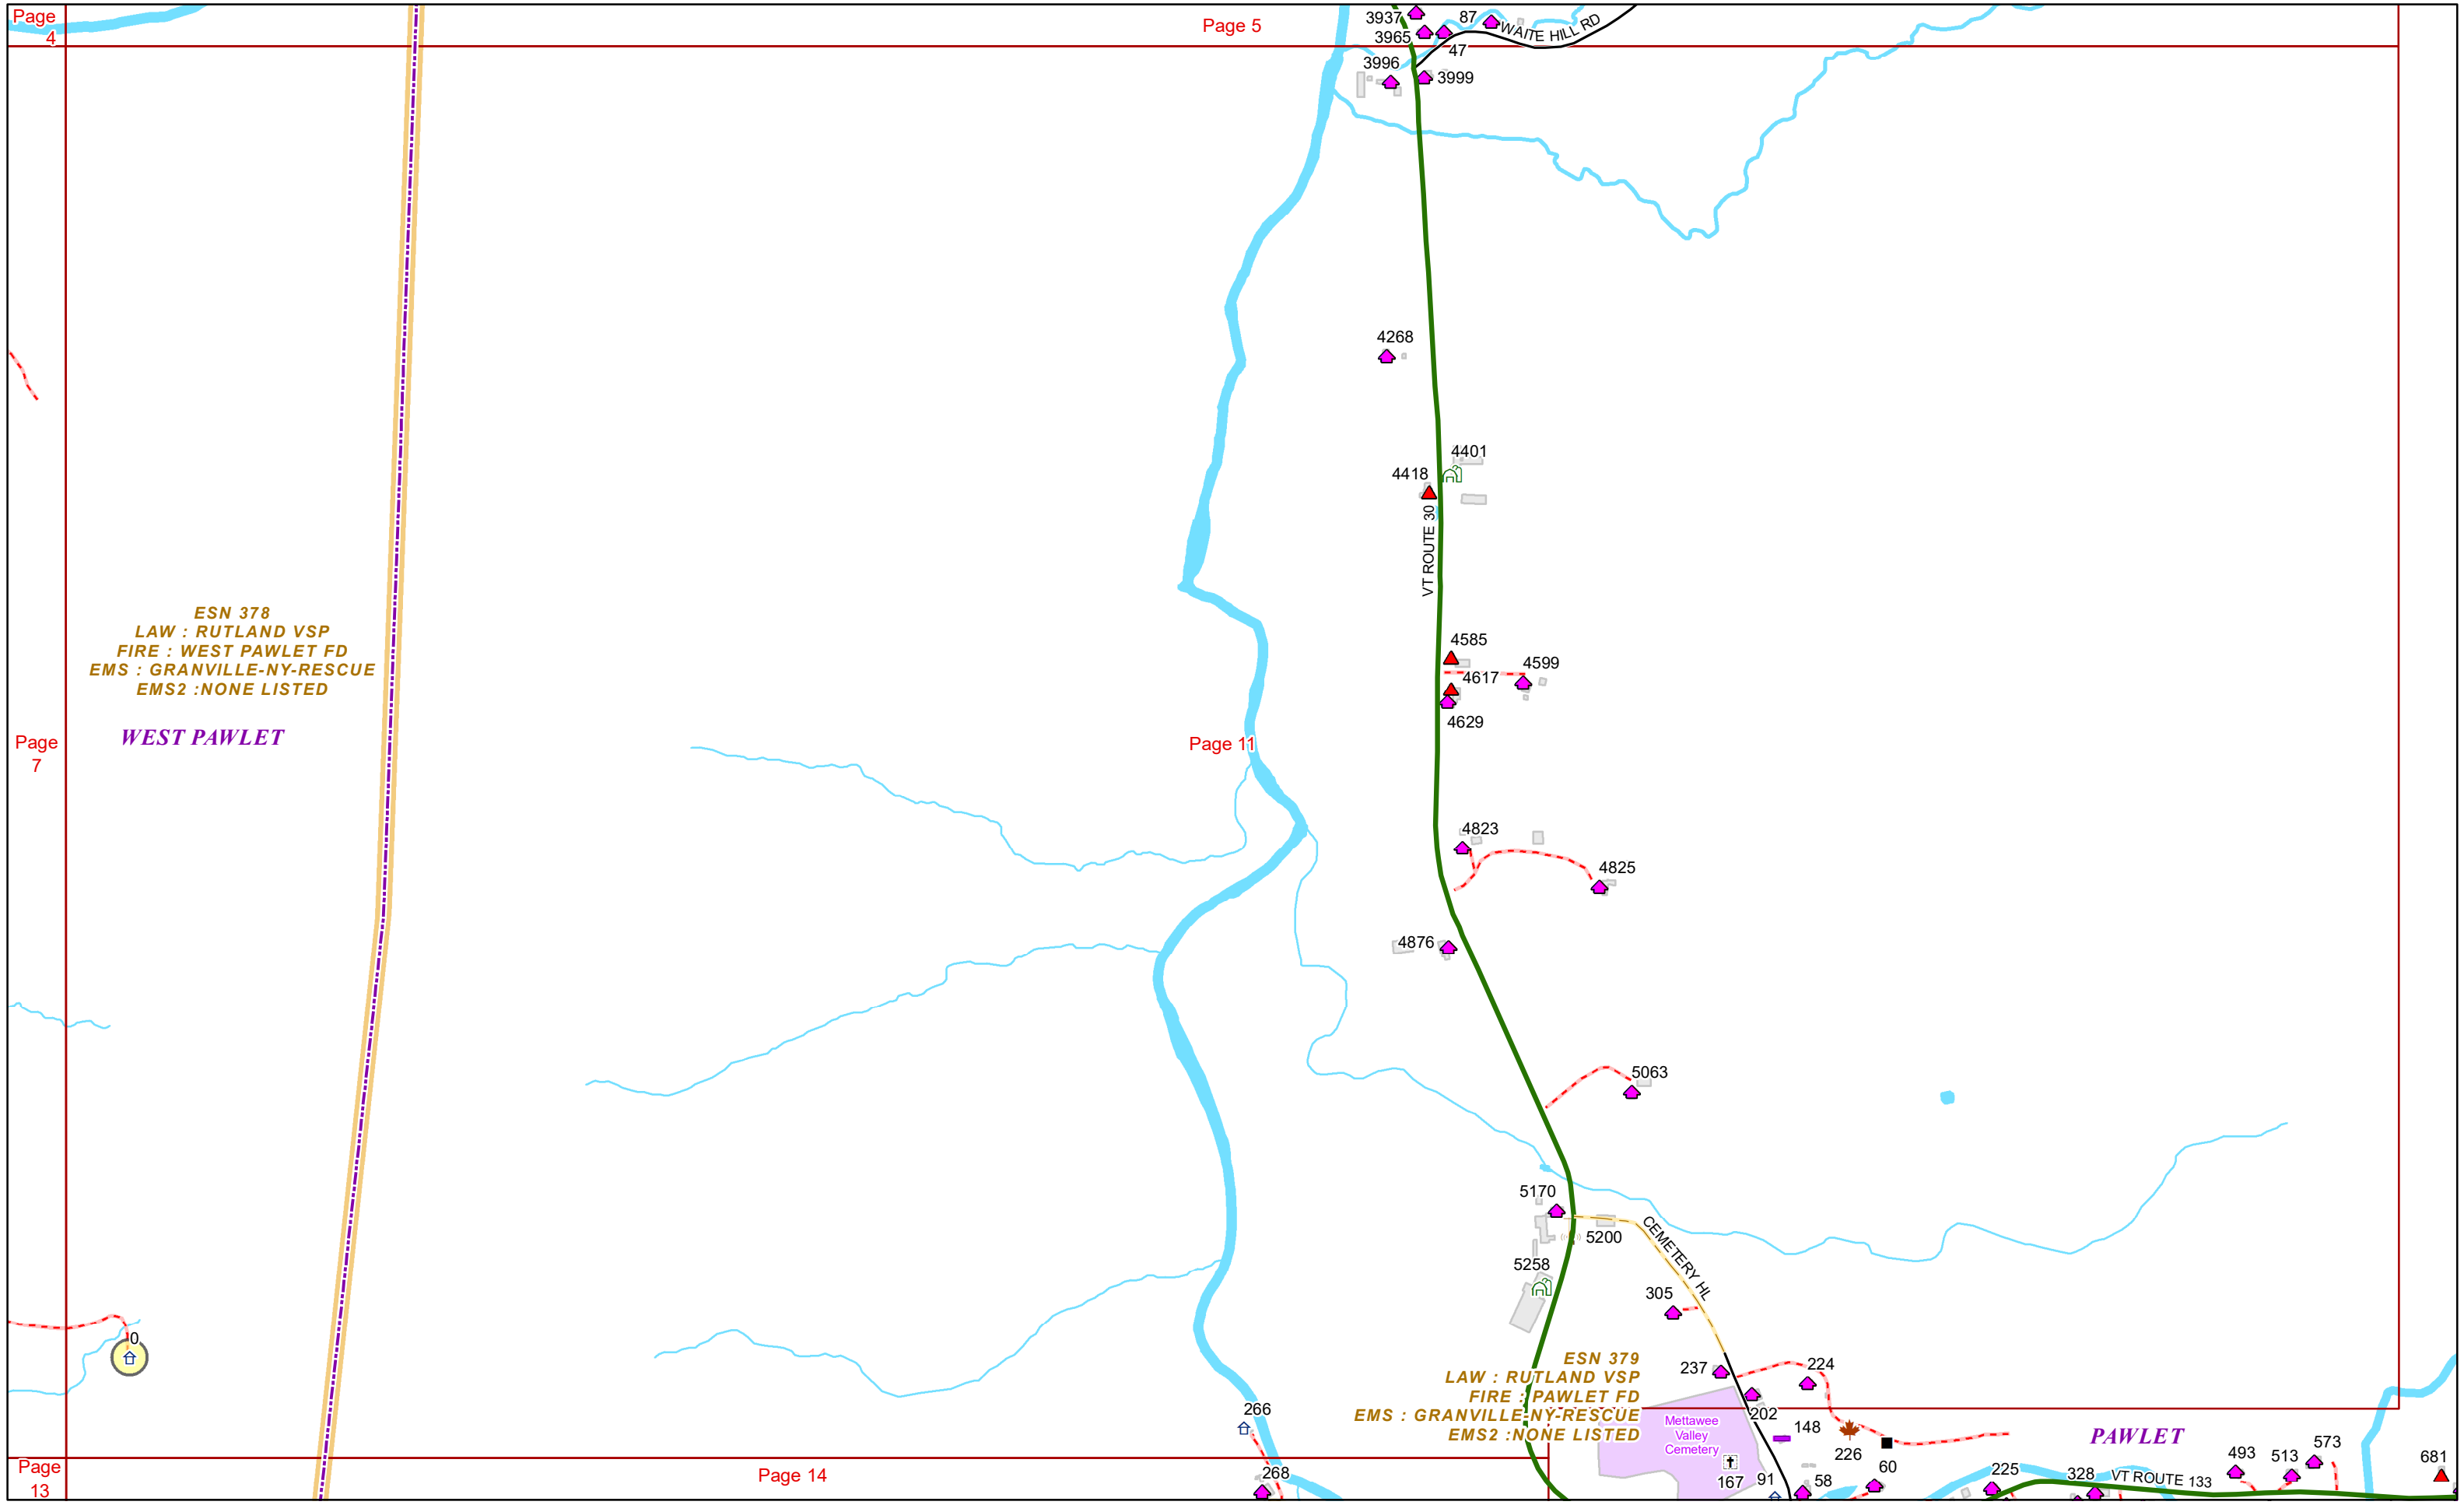 Page
4
Page 5
3937
87
WAITE HILL RD
3965
47
3996
3999
4268
4401
4418
VT ROUTE 30
ESN 378
LAW : RUTLAND VSP
FIRE : WEST PAWLET FD
EMS : GRANVILLE-NY-RESCUE
EMS2 :NONE LISTED
4585
4599
4617
4629
WEST PAWLET
Page
7
Page 11
4823
4825
4876
5063
5170
5200
CEMETERY HL
5258
305
0
ESN 379
LAW : RUTLAND VSP
FIRE : PAWLET FD
EMS : GRANVILLE-NY-RESCUE
EMS2 :NONE LISTED
237
224
202
266
Mettawee
Valley
Cemetery
148
226
PAWLET
493
513
573
681
Page
13
Page 14
268
167
91
58
60
225
328
VT ROUTE 133